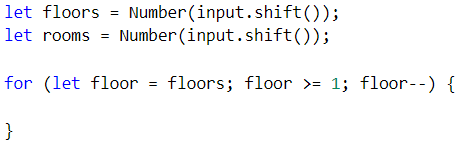 let floors = Number(input.shift());
let rooms = Number(input.shift());
for (let floor = floors; floor >= 1; floor--) {
}